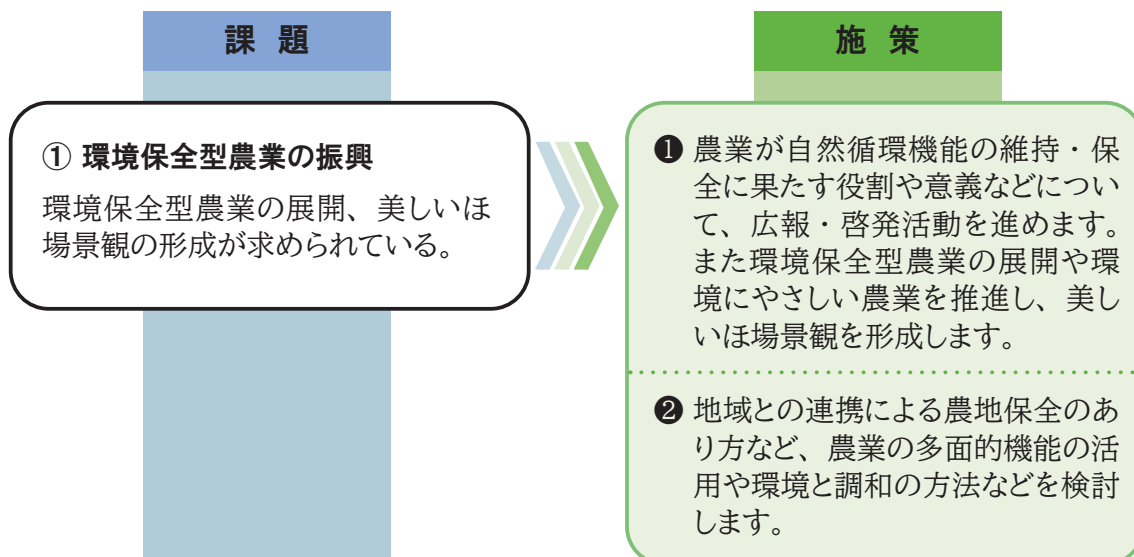 課 題
① 環境保全型農業の振興
環境保全型農業の展開、美しいほ
場景観の形成が求められている。
施 策
❶ 農業が自然循環機能の維持・保
全に果たす役割や意義などについ
て、広報・啓発活動を進めます。
また環境保全型農業の展開や環
境にやさしい農業を推進し、美し
いほ場景観を形成します。
❷ 地域との連携による農地保全のあ
り方など、農業の多面的機能の活
用や環境と調和の方法などを検討
します。